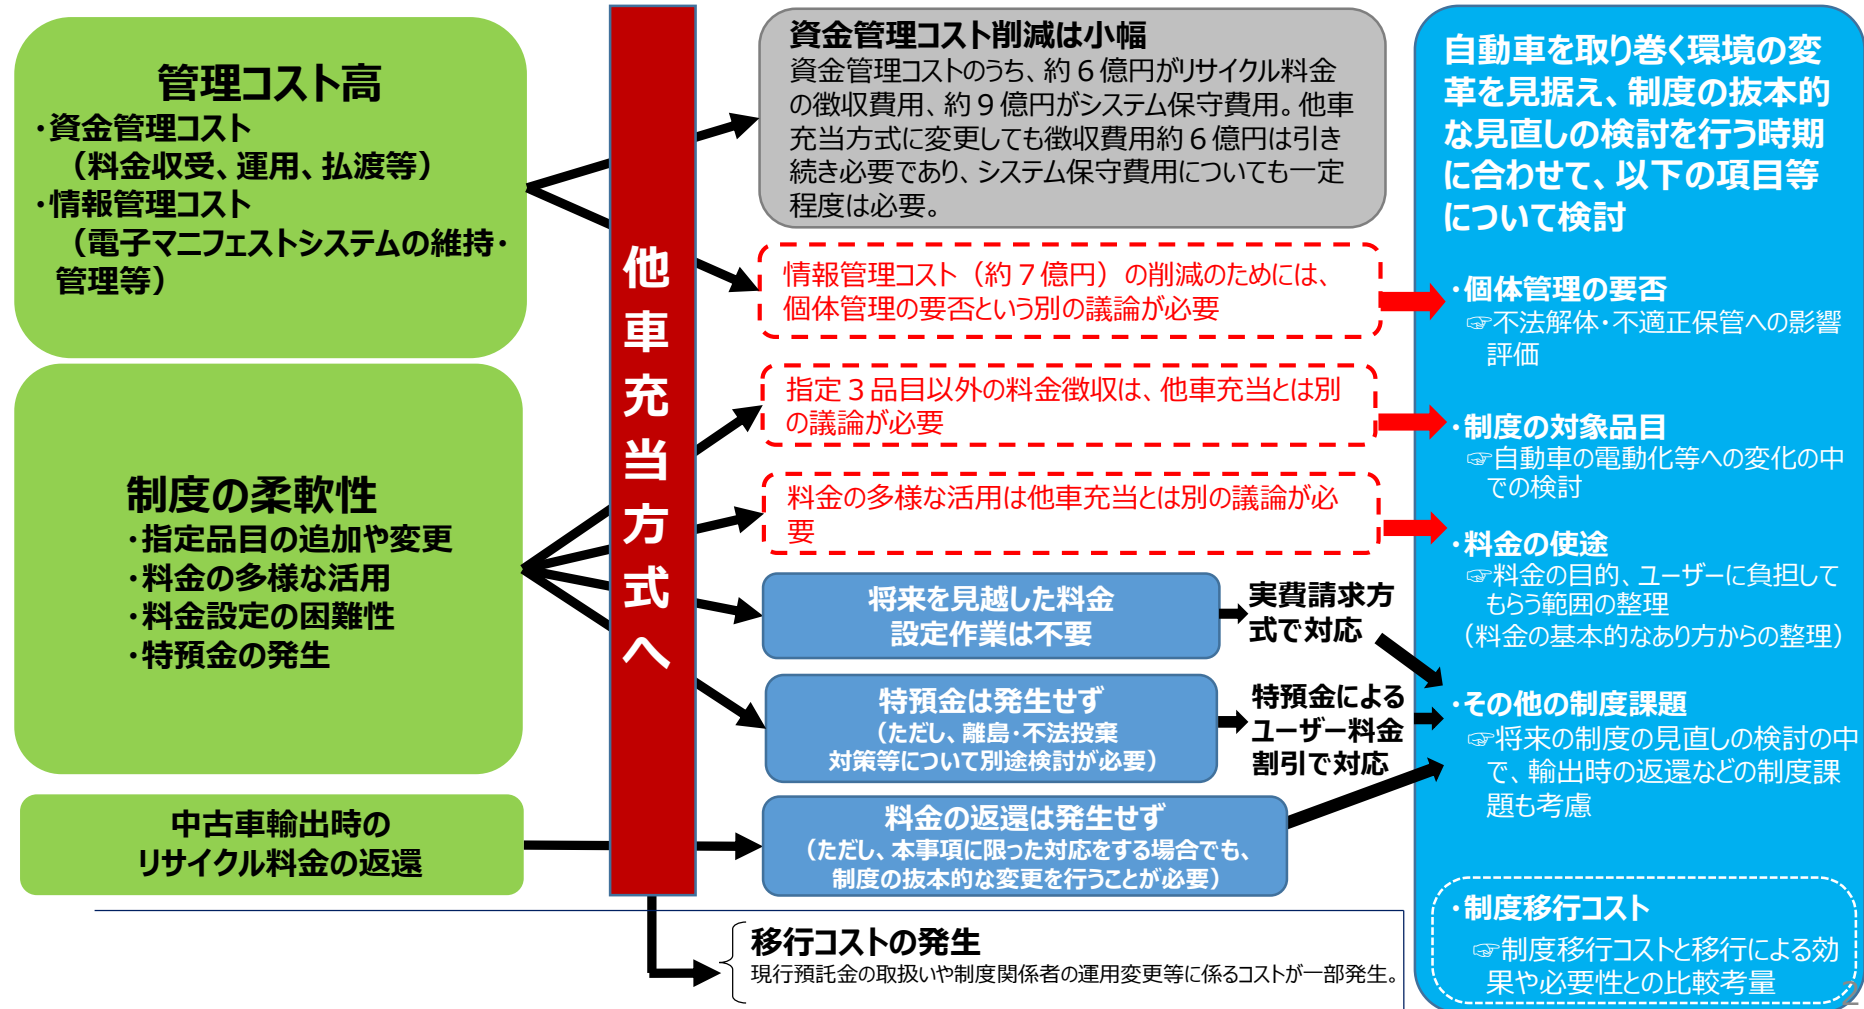 管理コスト高
・資金管理コスト
（料金収受、運用、払渡等）
・情報管理コスト
（電子マニフェストシステムの維持・
管理等）
制度の柔軟性
・指定品目の追加や変更
・料金の多様な活用
・料金設定の困難性
・特預金の発生
中古車輸出時の
リサイクル料金の返還
他車充当方式へ
資金管理コスト削減は小幅
資金管理コストのうち、約６億円がリサイクル料金
の徴収費用、約９億円がシステム保守費用。他車
充当方式に変更しても徴収費用約６億円は引き
続き必要であり、システム保守費用についても一定
程度は必要。
情報管理コスト（約７億円）の削減のためには、
個体管理の要否という別の議論が必要
指定３品目以外の料金徴収は、他車充当とは別
の議論が必要
料金の多様な活用は他車充当とは別の議論が必
要
将来を見越した料金
設定作業は不要
実費請求方
式で対応
特預金は発生せず
（ただし、離島・不法投棄
対策等について別途検討が必要）
特預金による
ユーザー料金
割引で対応
料金の返還は発生せず
（ただし、本事項に限った対応をする場合でも、
制度の抜本的な変更を行うことが必要）
移行コストの発生
現行預託金の取扱いや制度関係者の運用変更等に係るコストが一部発生。
自動車を取り巻く環境の変
革を見据え、制度の抜本的
な見直しの検討を行う時期
に合わせて、以下の項目等
について検討
・個体管理の要否
☞不法解体・不適正保管への影響
評価
・制度の対象品目
☞自動車の電動化等への変化の中
での検討
・料金の使途
☞料金の目的、ユーザーに負担して
もらう範囲の整理
（料金の基本的なあり方からの整理）
・その他の制度課題
☞将来の制度の見直しの検討の中
で、輸出時の返還などの制度課
題も考慮
・制度移行コスト
☞制度移行コストと移行による効
果や必要性との比較考量
2